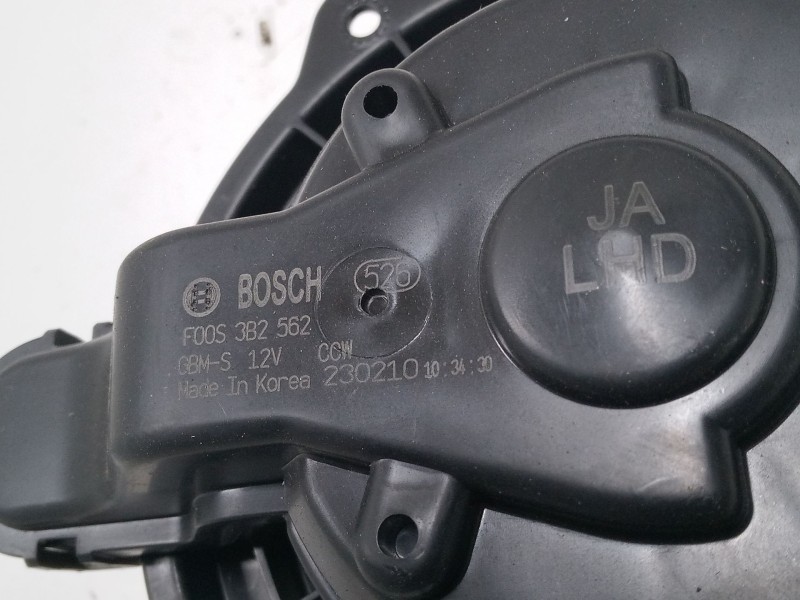 JA
LHD
BOSCH 526
F00S 3B2 562
GBM-S 12V CCW
Made In Korea 230210 10:34:30